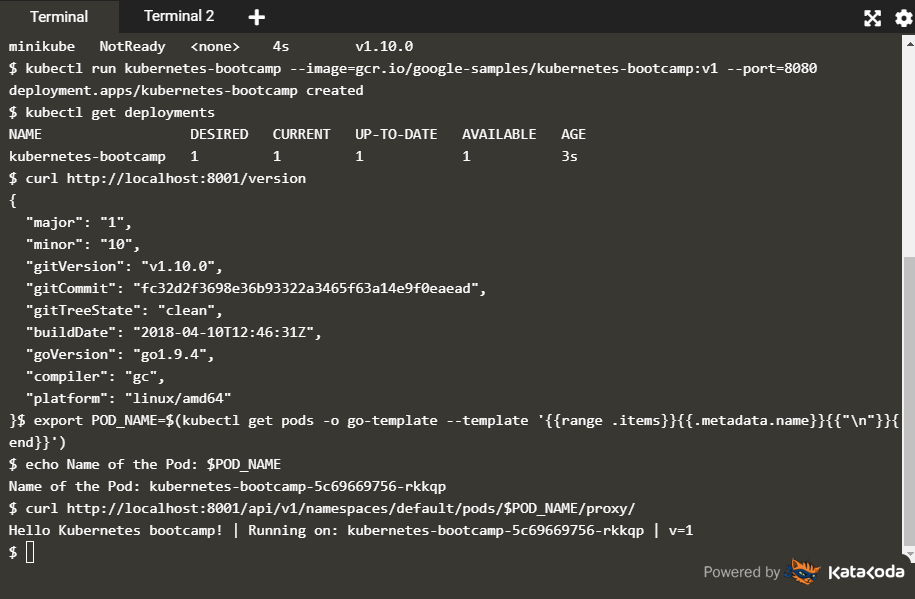 Terminal Terminal 2 +
minikube NotReady <none> 4s v1.10.0
$ kubectl run kubernetes-bootcamp --image=gcr.io/google-samples/kubernetes-bootcamp:v1 --port=8080
deployment.apps/kubernetes-bootcamp created
$ kubectl get deployments
NAME DESIRED CURRENT UP-TO-DATE AVAILABLE AGE
kubernetes-bootcamp 1 1 1 1 3s
$ curl http://localhost:8001/version
{
"major": "1",
"minor": "10",
"gitVersion": "v1.10.0",
"gitCommit": "fc32d2f3698e36b93322a3465f63a14e9f0eaead",
"gitTreeState": "clean",
"buildDate": "2018-04-10T12:46:31Z",
"goVersion": "go1.9.4",
"compiler": "gc",
"platform": "linux/amd64"
}$ export POD_NAME=$(kubectl get pods -o go-template --template '{{range .items}}{{.metadata.name}}{{"\n"}}{
end}}')
$ echo Name of the Pod: $POD_NAME
Name of the Pod: kubernetes-bootcamp-5c69669756-rkkqp
$ curl http://localhost:8001/api/v1/namespaces/default/pods/$POD_NAME/proxy/
Hello Kubernetes bootcamp! | Running on: kubernetes-bootcamp-5c69669756-rkkqp | v=1
$
Powered by Katacoda